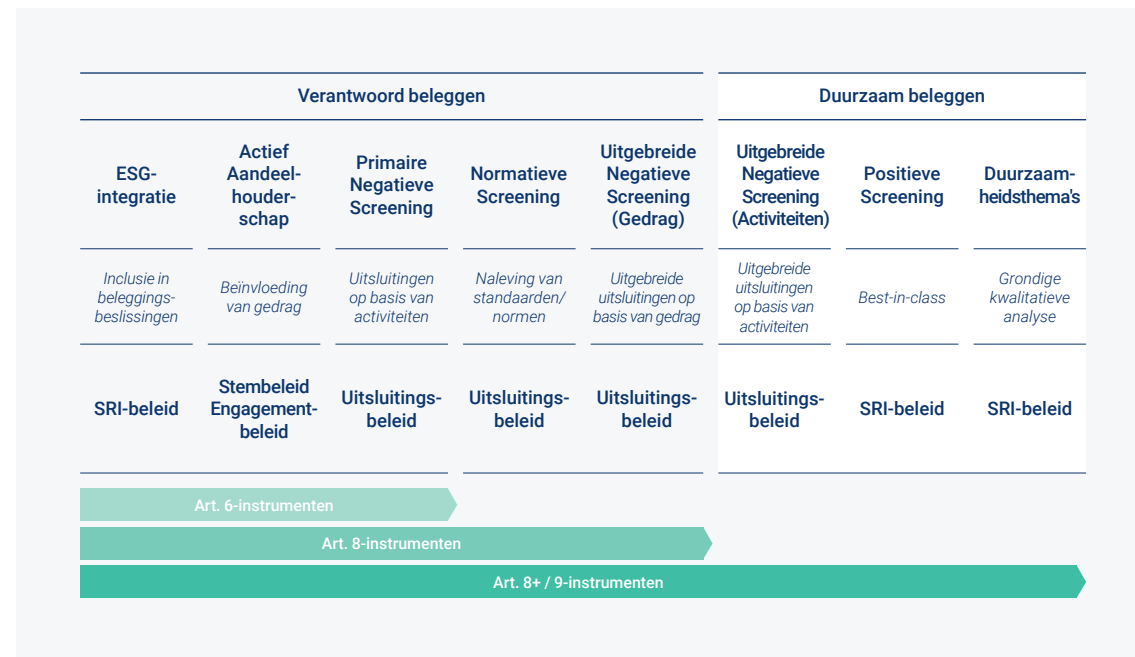 Verantwoord beleggen
Duurzaam beleggen
ESG-
integratie
Actief
Aandeel-
houder-
schap
Primaire
Negatieve
Screening
Normatieve
Screening
Uitgebreide
Negatieve
Screening
(Gedrag)
Uitgebreide
Negatieve
Screening
(Activiteiten)
Positieve
Screening
Duurzaam-
heidsthema's
Inclusie in
beleggings-
beslissingen
Beïnvloeding
van gedrag
Uitsluitingen
op basis van
activiteiten
Naleving van
standaarden/
normen
Uitgebreide
uitsluitingen op
basis van gedrag
Uitgebreide
uitsluitingen
op basis van
activiteiten
Best-in-class
Grondige
kwalitatieve
analyse
SRI-beleid
Stembeleid
Engagement-
beleid
Uitsluitings-
beleid
Uitsluitings-
beleid
Uitsluitings-
beleid
Uitsluitings-
beleid
SRI-beleid
SRI-beleid
Art. 6-instrumenten
Art. 8-instrumenten
Art. 8+ / 9-instrumenten